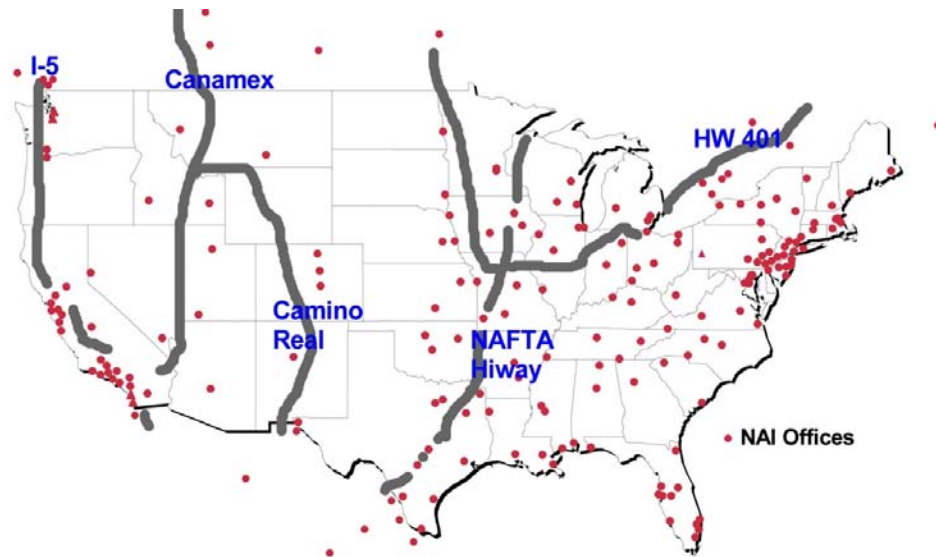 I-5
Canamex
HW 401
Camino
Real
NAFTA
Hiway
NAI Offices